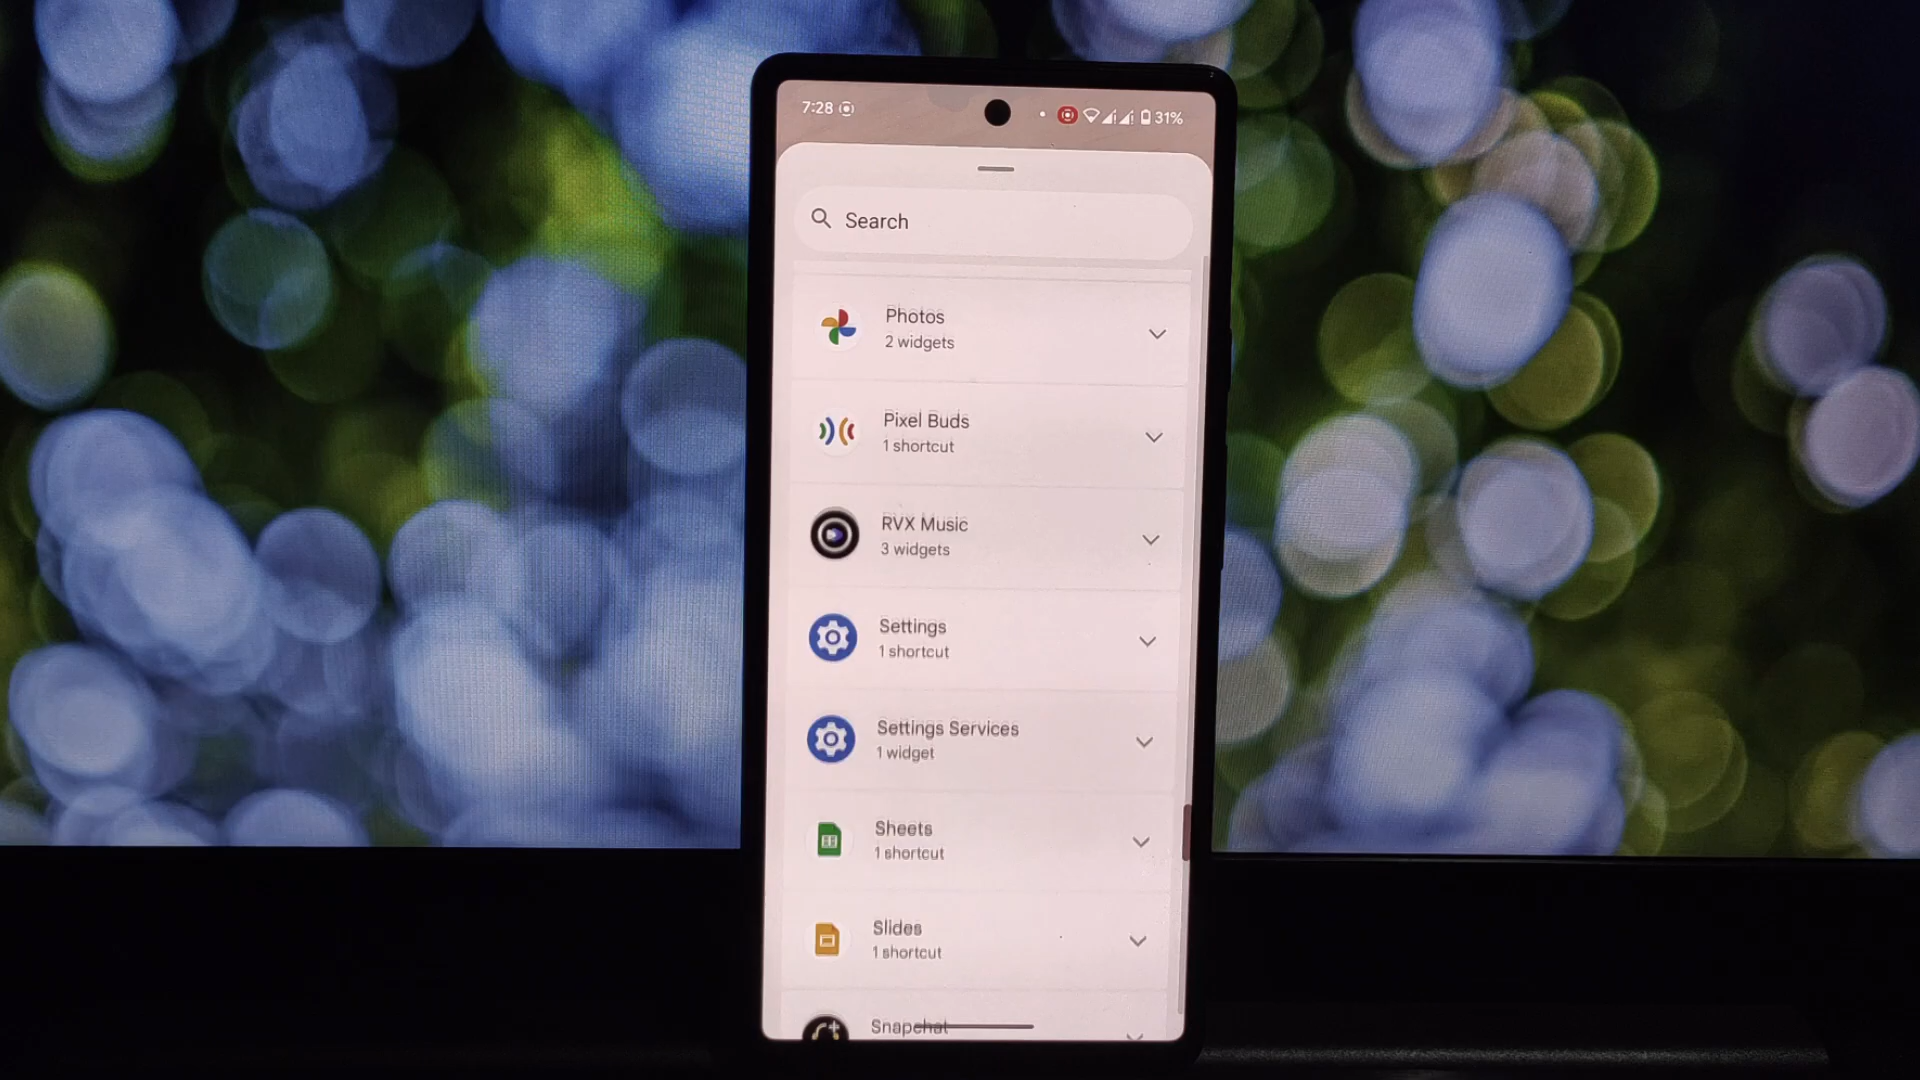 7:28
31%
Search
Photos
2 widgets
Pixel Buds
1 shortcut
RVX Music
3 widgets
Settings
1 shortcut
Settings Services
1 widget
Sheets
1 shortcut
Slides
1 shortcut
Snapchat